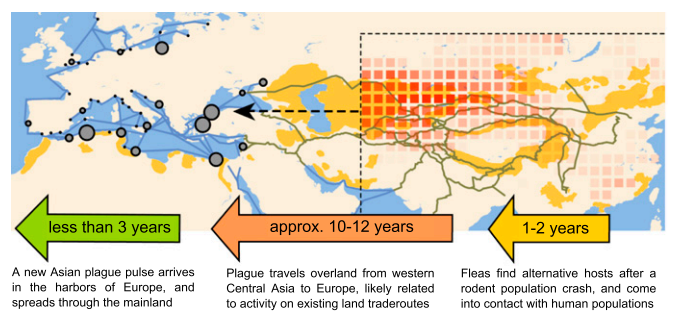 less than 3 years
approx. 10-12 years
1-2 years
A new Asian plague pulse arrives
in the harbors of Europe, and
spreads through the mainland
Plague travels overland from western
Central Asia to Europe, likely related
to activity on existing land traderoutes
Fleas find alternative hosts after a
rodent population crash, and come
into contact with human populations